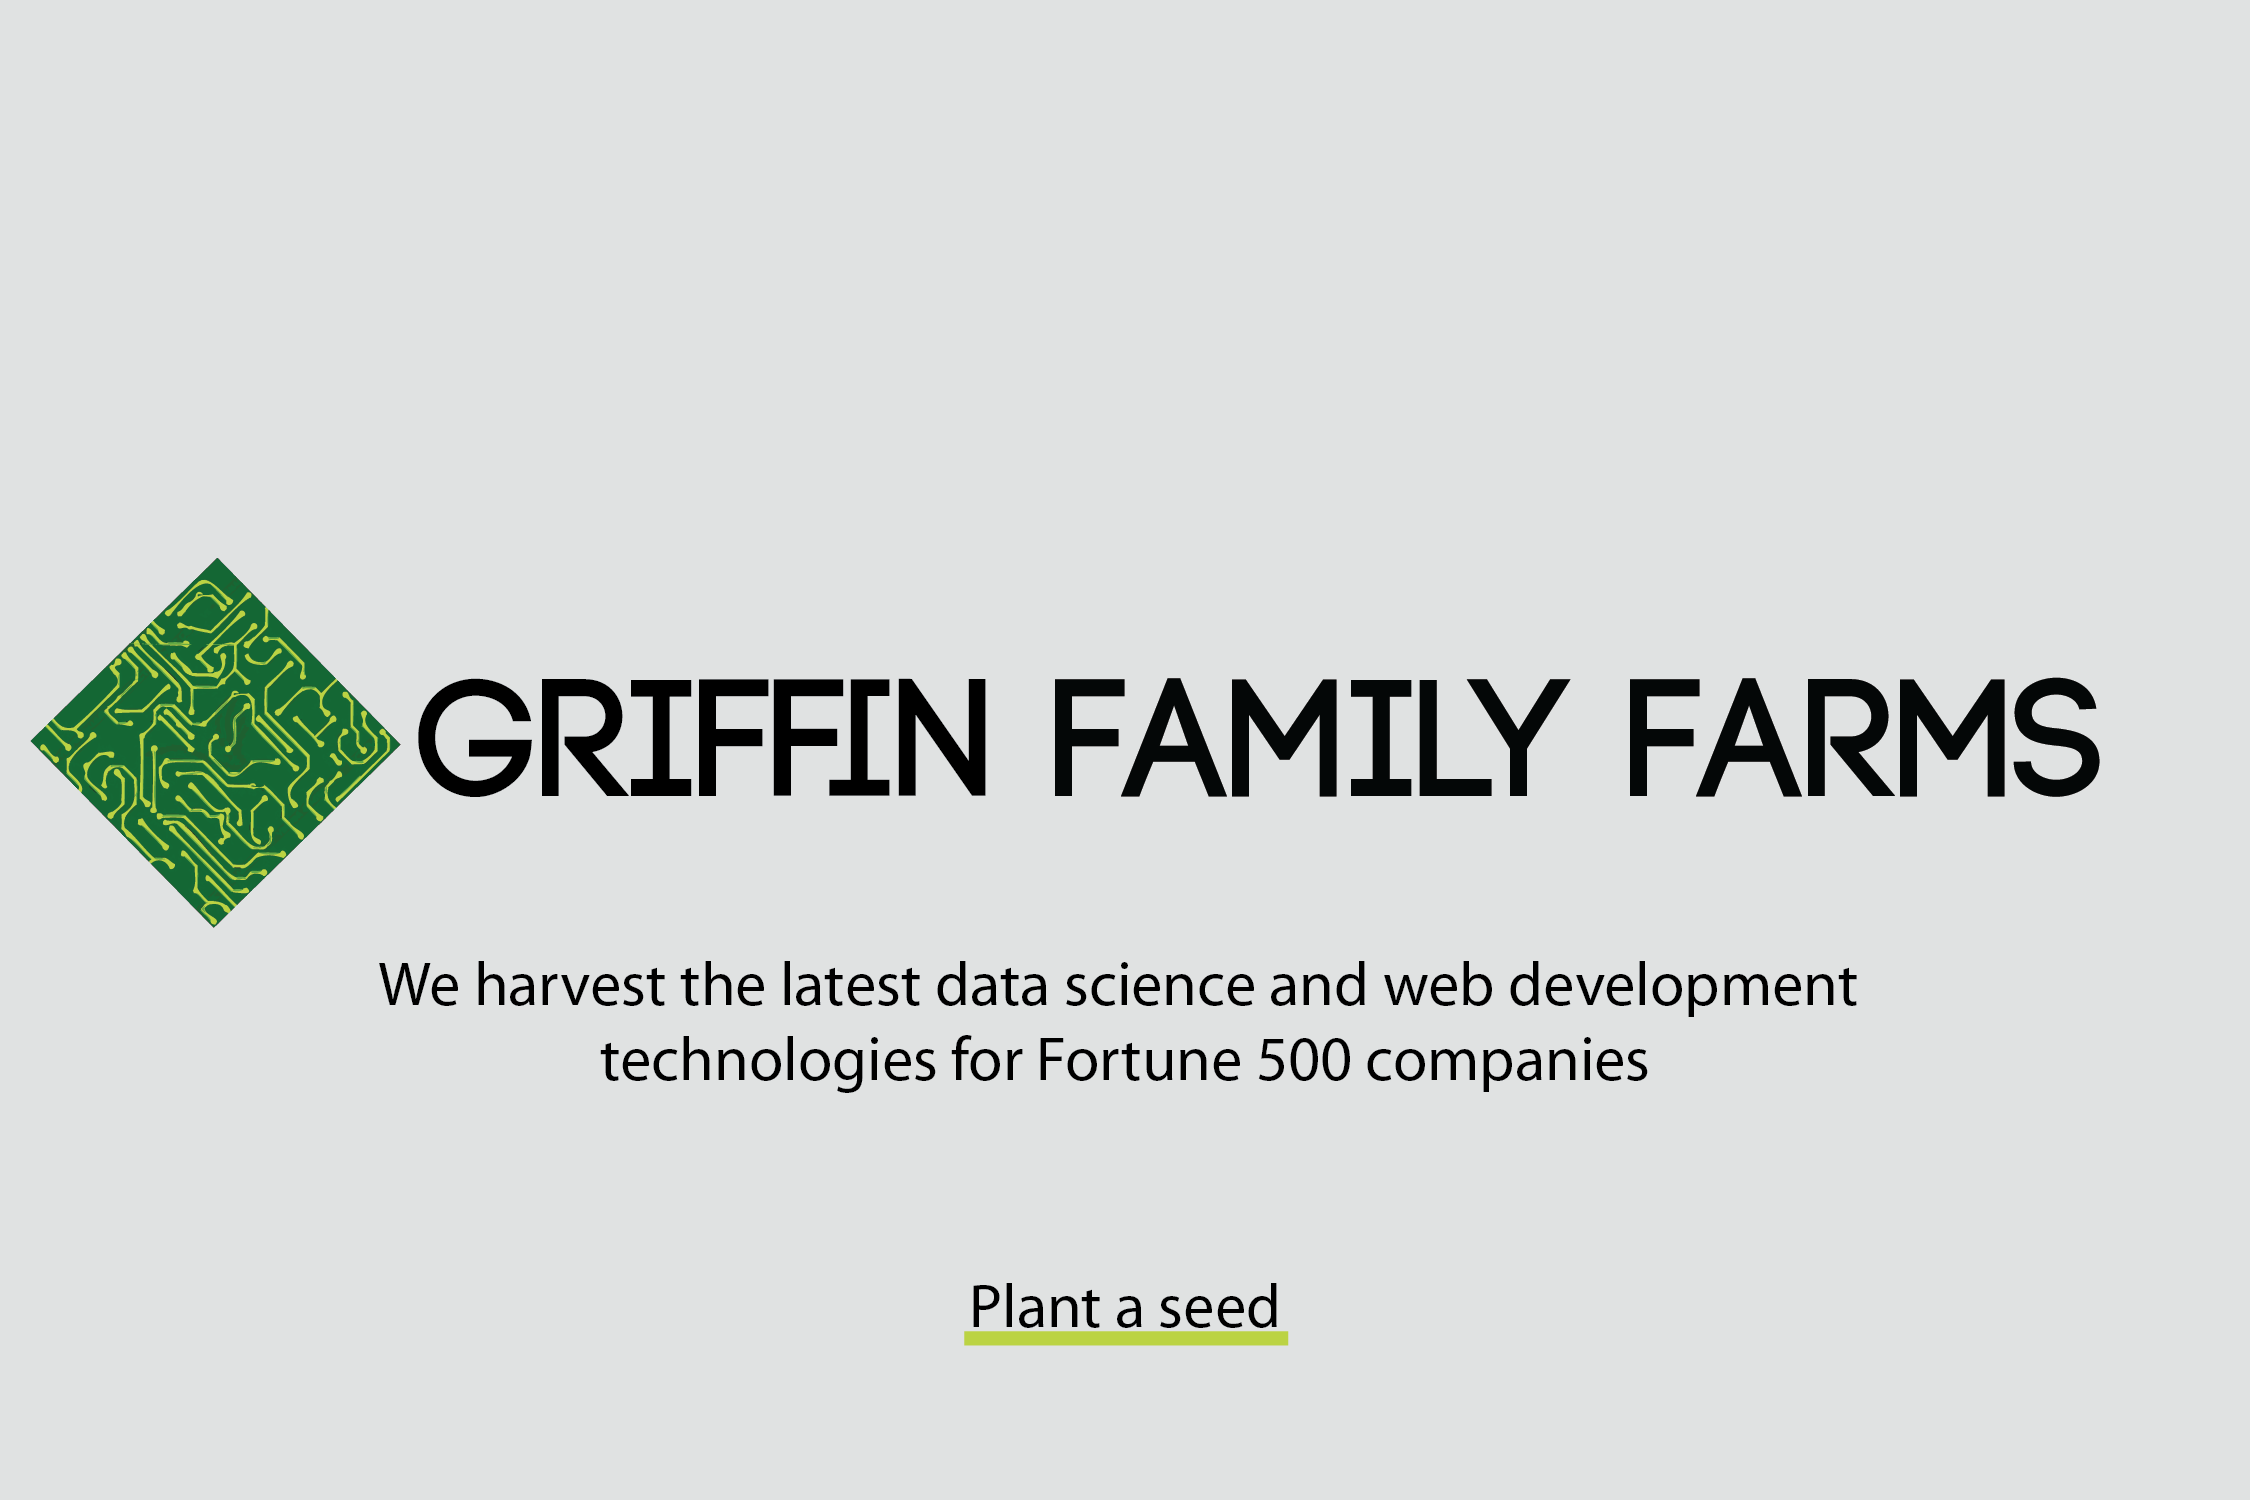 GRIFFIN FAMILY FARMS
We harvest the latest data science and web development
technologies for Fortune 500 companies
Plant a seed